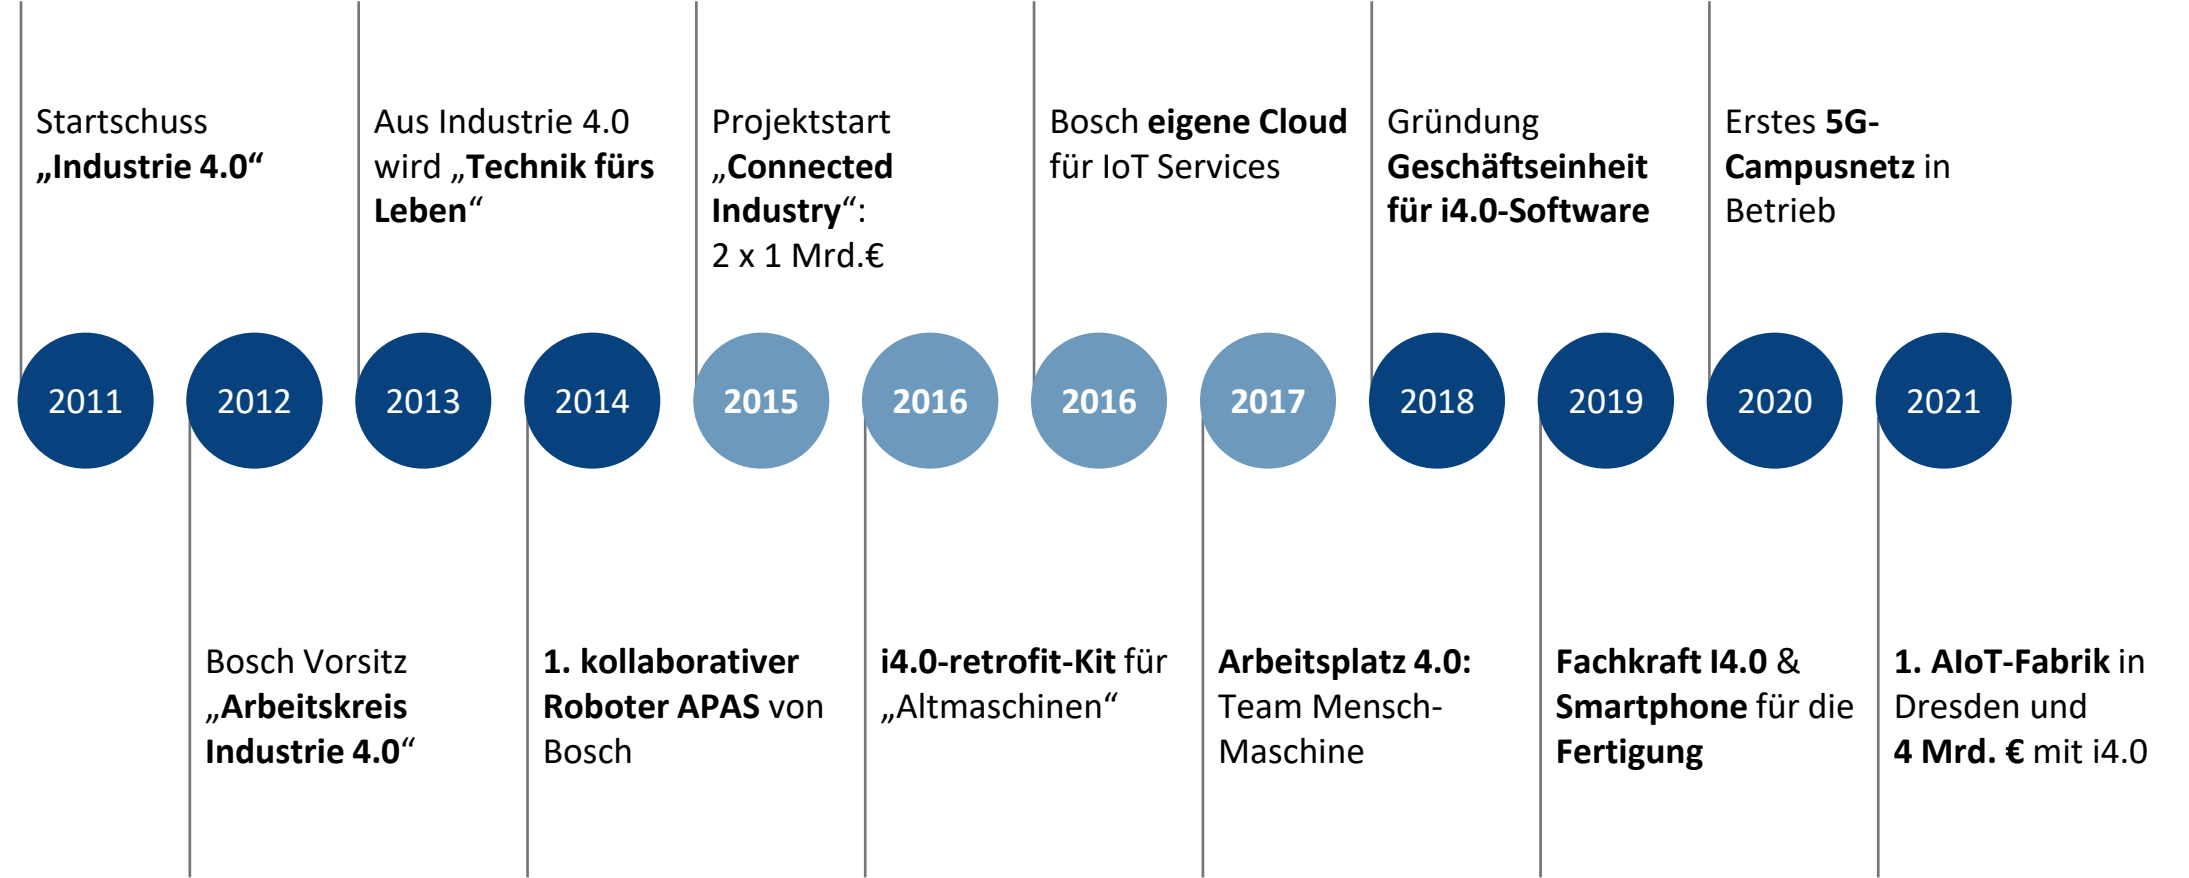 Startschuss
„Industrie 4.0“
Aus Industrie 4.0
wird „Technik fürs
Leben“
Projektstart
„Connected
Industry“:
2 x 1 Mrd.€
Bosch eigene Cloud
für IoT Services
Gründung
Geschäftseinheit
für i4.0-Software
Erstes 5G-
Campusnetz in
Betrieb
2011
2012
2013
2014
2015
2016
2016
2017
2018
2019
2020
2021
Bosch Vorsitz
„Arbeitskreis
Industrie 4.0“
1. kollaborativer
Roboter APAS von
Bosch
i4.0-retrofit-Kit für
„Altmaschinen“
Arbeitsplatz 4.0:
Team Mensch-
Maschine
Fachkraft I4.0 &
Smartphone für die
Fertigung
1. AIoT-Fabrik in
Dresden und
4 Mrd. € mit i4.0